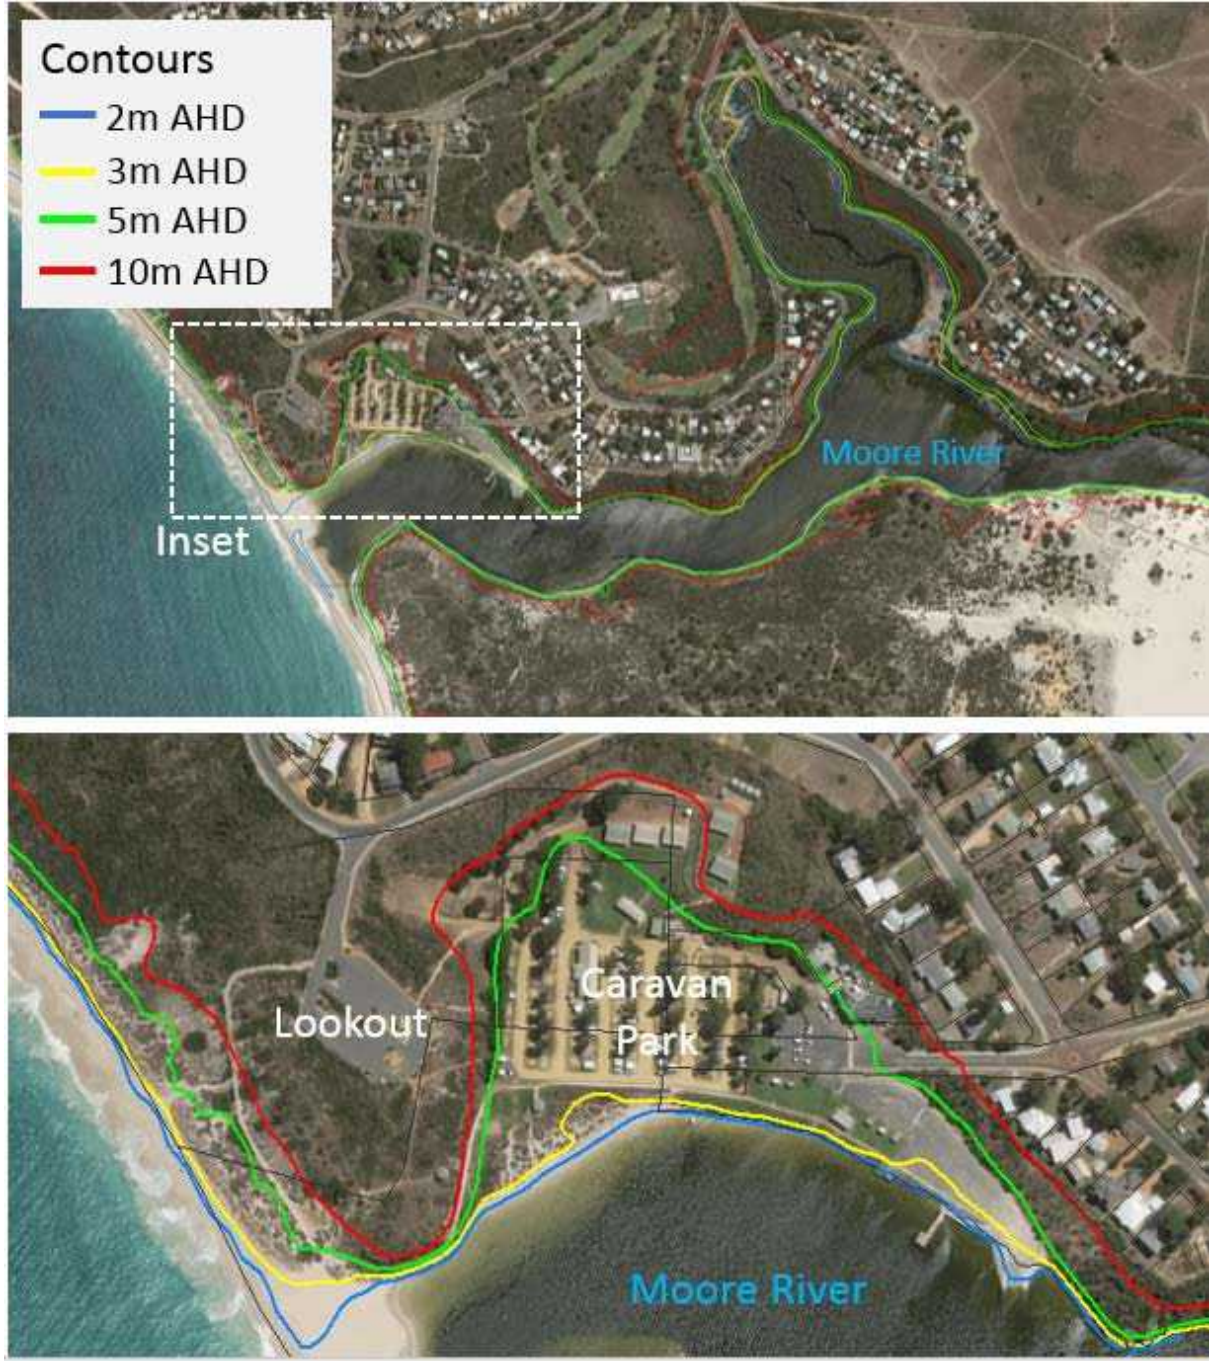 Contours
2m AHD
3m AHD
5m AHD
10m AHD
Moore River
Inset
Caravan
Park
Lookout
Moore River